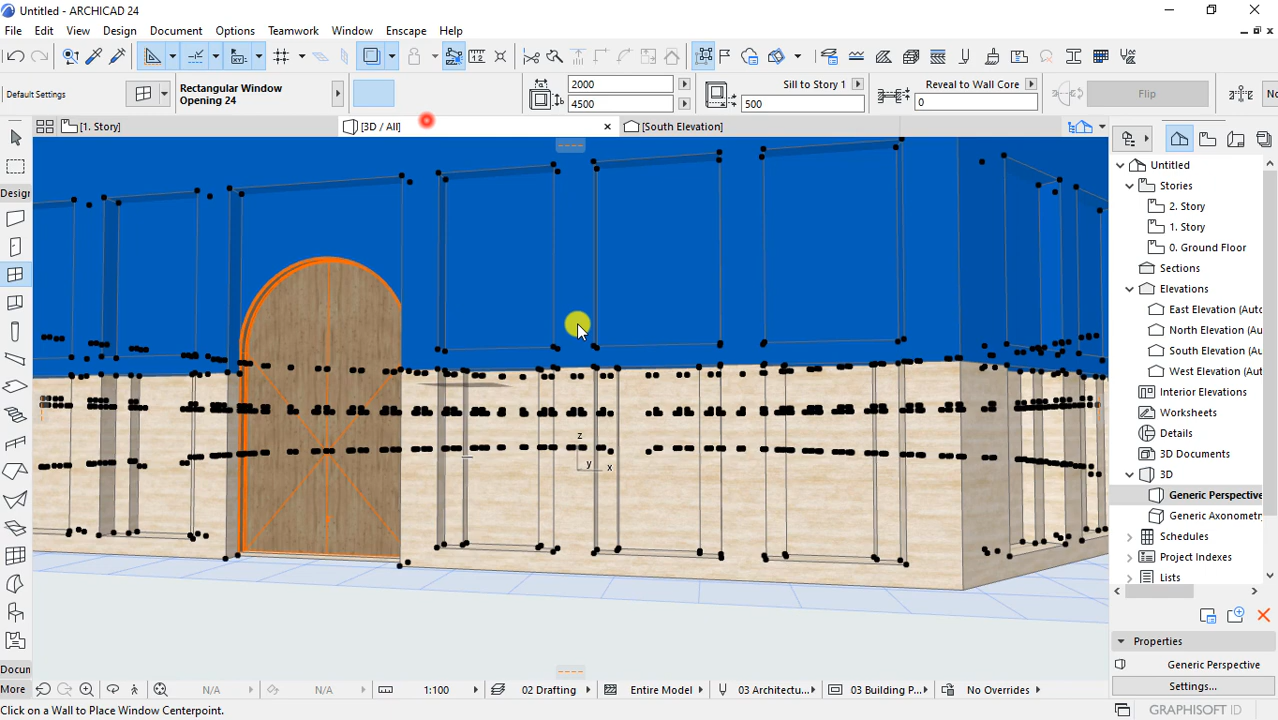 Untitled - ARCHICAD 24
File Edit View Design Document Options Teamwork Window Enscape Help
Default Settings
Rectangular Window
Opening 24
2000
4500
Sill to Story 1
500
Reveal to Wall Core
0
Flip
[1. Story]
[3D / All]
[South Elevation]
Design
Docum
More
z
y
x
Untitled
Stories
2. Story
1. Story
0. Ground Floor
Sections
Elevations
East Elevation (Au
North Elevation (Au
South Elevation (Au
West Elevation (Aut
Interior Elevations
Worksheets
Details
3D Documents
3D
Generic Perspective
Generic Axonometr
Schedules
Project Indexes
Lists
Properties
Generic Perspective
Settings...
N/A
N/A
1:100
02 Drafting
Entire Model
03 Architectu...
03 Building P...
No Overrides
Click on a Wall to Place Window Centerpoint.
GRAPHISOFT ID